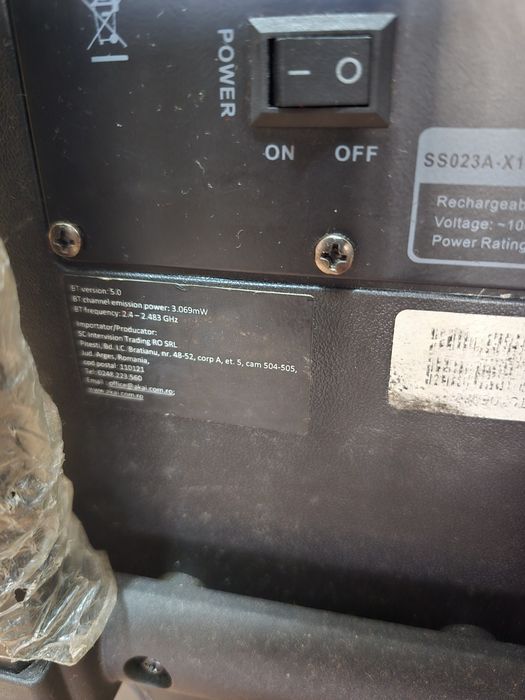 POWER
ON OFF
SS023A-X1
Rechargeab
Voltage: ~10
Power Rating
BT version: 5.0
BT channel emission power: 3.069mW
BT frequency: 2.4 – 2.483 GHz
Importator/Producator:
SC Intervision Trading RO SRL
Pitesti, Bd. I.C. Bratianu, nr. 48-52, corp A, et. 5, cam 504-505,
Jud. Arges, Romania,
cod postal: 110121
Tel: 0248.223.560
Email : office@akai.com.ro;
www.akai.com.ro